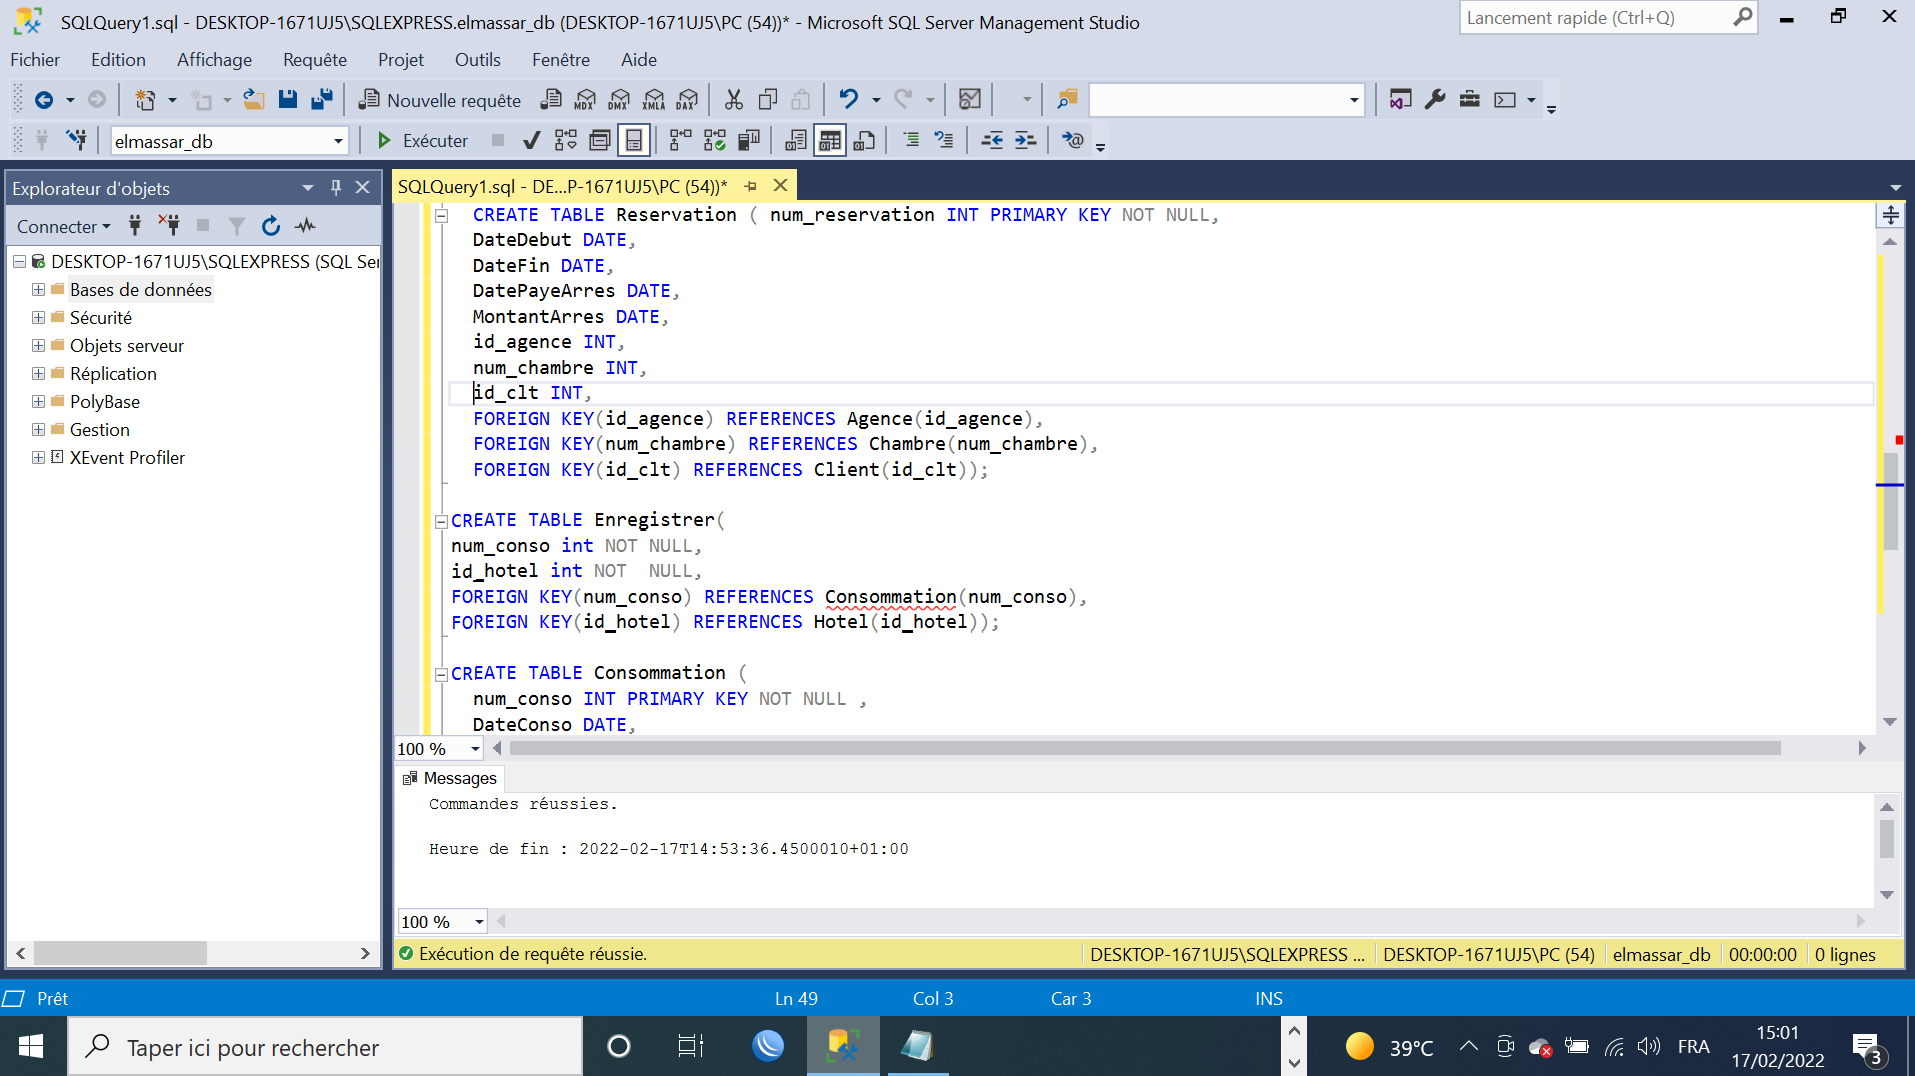 SQLQuery1.sql - DESKTOP-1671UJ5\SQLEXPRESS.elmassar_db (DESKTOP-1671UJ5\PC (54))* - Microsoft SQL Server Management Studio
Lancement rapide (Ctrl+Q)
Fichier Edition Affichage Requête Projet Outils Fenêtre Aide
Nouvelle requête MDX DMX XMLA DAX
elmassar_db Exécuter
Explorateur d'objets
Connecter
DESKTOP-1671UJ5\SQLEXPRESS (SQL Ser
Bases de données
Sécurité
Objets serveur
Réplication
PolyBase
Gestion
XEvent Profiler
SQLQuery1.sql - DE...P-1671UJ5\PC (54))*
CREATE TABLE Reservation ( num_reservation INT PRIMARY KEY NOT NULL,
DateDebut DATE,
DateFin DATE,
DatePayeArres DATE,
MontantArres DATE,
id_agence INT,
num_chambre INT,
id_clt INT,
FOREIGN KEY(id_agence) REFERENCES Agence(id_agence),
FOREIGN KEY(num_chambre) REFERENCES Chambre(num_chambre),
FOREIGN KEY(id_clt) REFERENCES Client(id_clt));
CREATE TABLE Enregistrer(
num_conso int NOT NULL,
id_hotel int NOT  NULL,
FOREIGN KEY(num_conso) REFERENCES Consommation(num_conso),
FOREIGN KEY(id_hotel) REFERENCES Hotel(id_hotel));
CREATE TABLE Consommation (
num_conso INT PRIMARY KEY NOT NULL ,
DateConso DATE,
100 %
Messages
Commandes réussies.
Heure de fin : 2022-02-17T14:53:36.4500010+01:00
100 %
Exécution de requête réussie. DESKTOP-1671UJ5\SQLEXPRESS ... DESKTOP-1671UJ5\PC (54) elmassar_db 00:00:00 0 lignes
Prêt Ln 49 Col 3 Car 3 INS
Taper ici pour rechercher
39°C FRA
15:01
17/02/2022
3